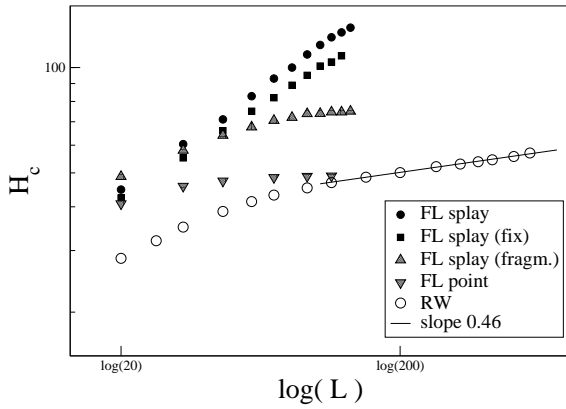 100
H_c
FL splay
FL splay (fix)
FL splay (fragm.)
FL point
RW
slope 0.46
log(20)
log(200)
log( L )